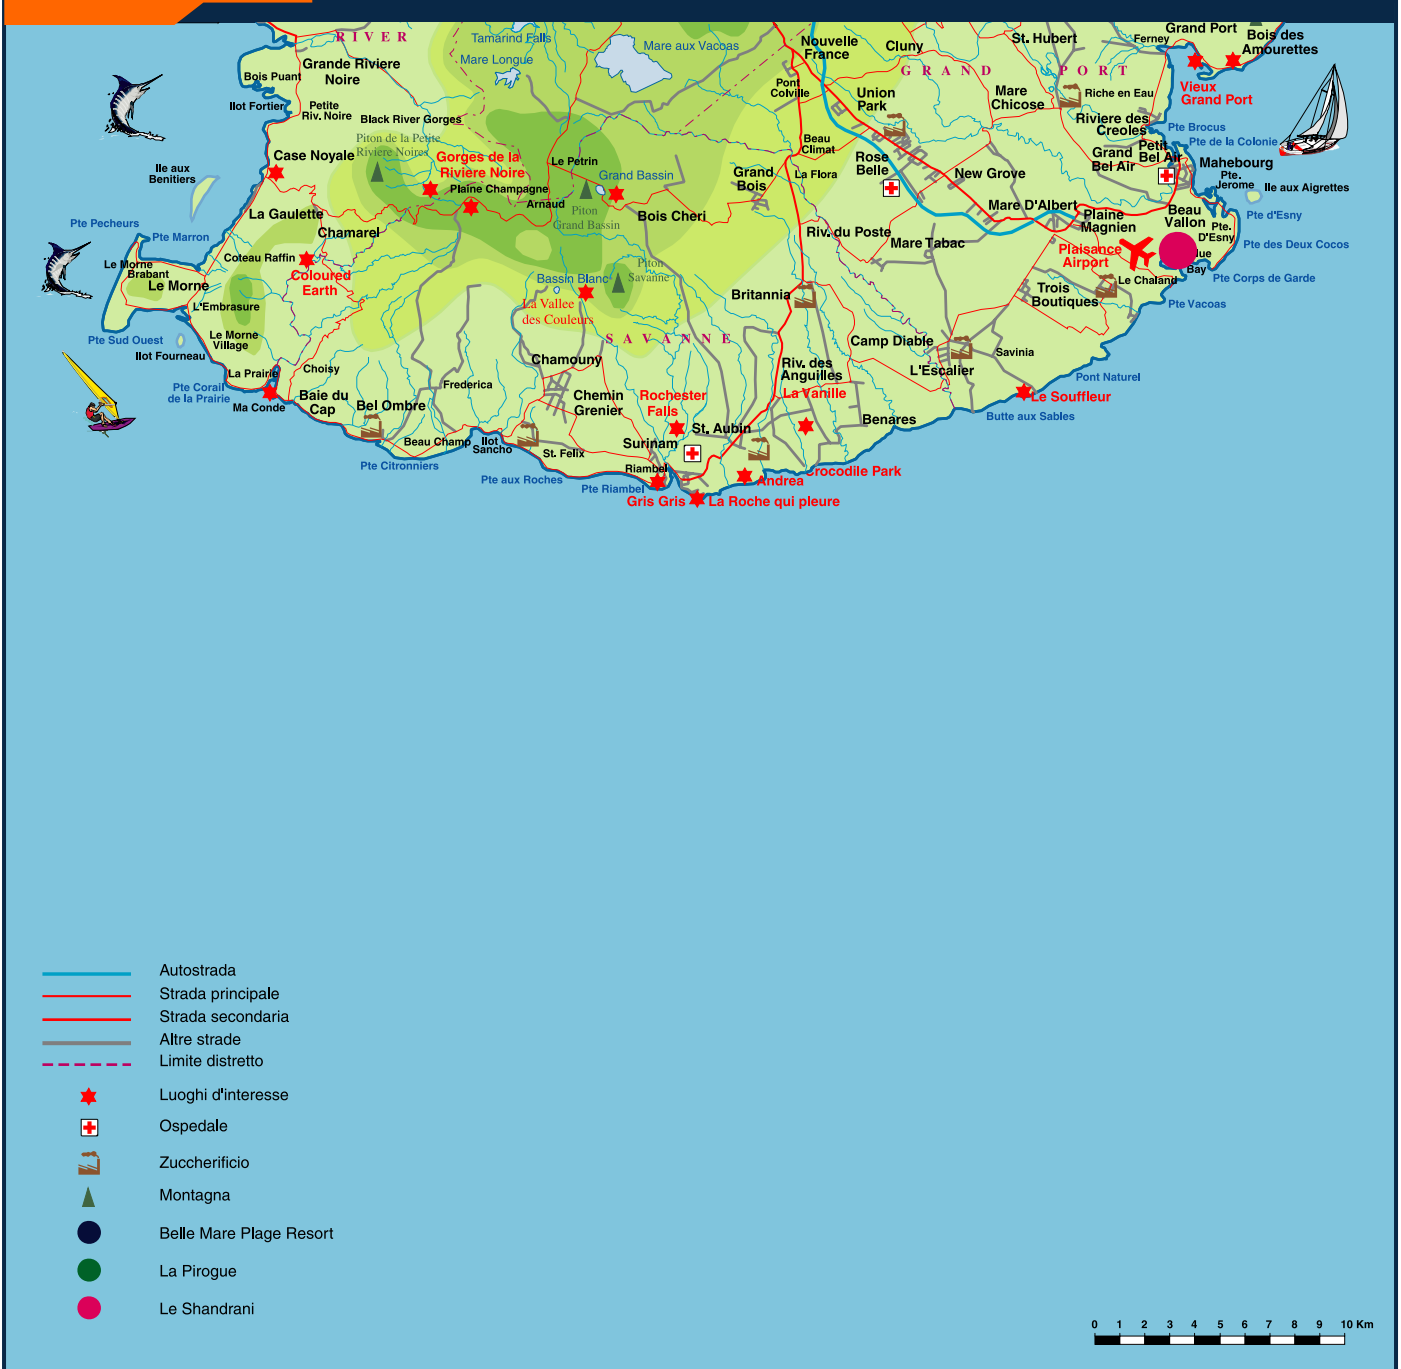 RIVER
Tamarind Falls
Mare Longue
Mare aux Vacoas
Nouvelle
France
Cluny
St. Hubert
Ferney
Grand Port
Bois des
Amourettes
GRAND PORT
Grande Riviere
Noire
Bois Puant
Ilot Fortier
Petite
Riv. Noire
Black River Gorges
Pont
Colville
Union
Park
Mare
Chicose
Riche en Eau
Vieux
Grand Port
Riviere des
Creoles
Pte Brocus
Pte de la Colonie
Piton de la Petite
Riviere Noires
Case Noyale
Gorges de la
Riviere Noire
Plaine Champagne
Le Petrin
Grand Bassin
Arnaud
Piton
Grand Bassin
Bois Cheri
Beau
Climat
La Flora
Grand
Bois
Rose
Belle
New Grove
Grand
Bel Air
Petit
Bel Air
Mahebourg
Pte.
Jerome
Ile aux Aigrettes
Ile aux
Benitiers
La Gaulette
Chamarel
Riv. du Poste
Mare Tabac
Mare D'Albert
Plaine
Magnien
Beau
Vallon
Pte.
D'Esny
Pte d'Esny
Pte des Deux Cocos
Pte Pecheurs
Pte Marron
Le Morne
Brabant
Le Morne
Coteau Raffin
Coloured
Earth
L'Embrasure
Bassin Blanc
Piton
Savanne
La Vallee
des Couleurs
Britannia
Plaisance
Airport
lue
Bay
Le Chaland
Pte Corps de Garde
Trois
Boutiques
Pte Vacoas
Pte Sud Ouest
Ilot Fourneau
Le Morne
Village
SAVANNE
Camp Diable
Savinia
L'Escalier
Chamouny
Riv. des
Anguilles
La Vanille
Pont Naturel
Le Souffleur
Butte aux Sables
La Prairie
Choisy
Pte Corail
de la Prairie
Ma Conde
Baie du
Cap
Bel Ombre
Frederica
Chemin
Grenier
Rochester
Falls
St. Aubin
Benares
Beau Champ
Ilot
Sancho
St. Felix
Surinam
Riambel
Pte Citronniers
Pte aux Roches
Pte Riambel
Gris Gris
La Roche qui pleure
Andrea
Crocodile Park
Autostrada
Strada principale
Strada secondaria
Altre strade
Limite distretto
Luoghi d'interesse
Ospedale
Zuccherificio
Montagna
Belle Mare Plage Resort
La Pirogue
Le Shandrani
0 1 2 3 4 5 6 7 8 9 10 Km